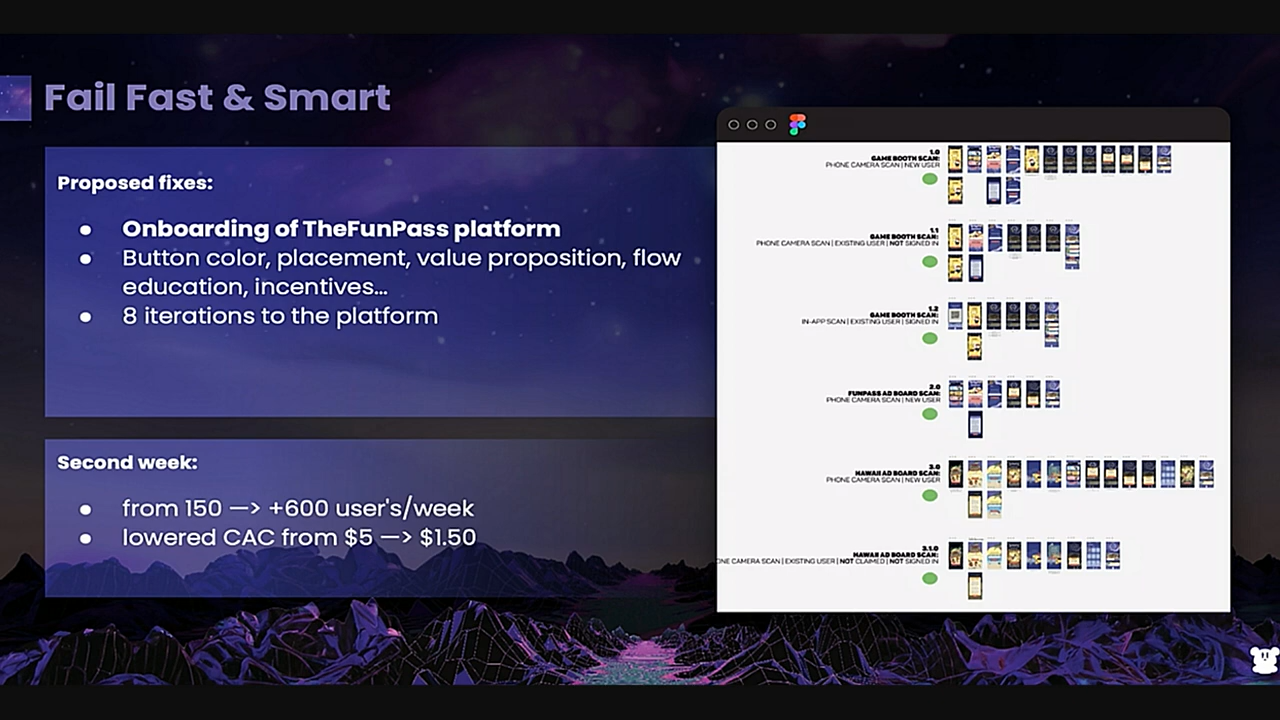 Fail Fast & Smart
Proposed fixes:
● Onboarding of TheFunPass platform
● Button color, placement, value proposition, flow
education, incentives...
● 8 iterations to the platform
Second week:
● from 150 —> +600 user's/week
● lowered CAC from $5 —> $1.50
1.0
GAME BOOTH SCAN:
PHONE CAMERA SCAN | NEW USER
1.1
GAME BOOTH SCAN:
PHONE CAMERA SCAN | EXISTING USER | NOT SIGNED IN
1.2
GAME BOOTH SCAN:
IN-APP SCAN | EXISTING USER | SIGNED IN
2.0
FUNPASS AD BOARD SCAN:
PHONE CAMERA SCAN | NEW USER
3.0
HAWAII AD BOARD SCAN:
PHONE CAMERA SCAN | NEW USER
3.1.0
HAWAII AD BOARD SCAN:
ONE CAMERA SCAN | EXISTING USER | NOT CLAIMED | NOT SIGNED IN